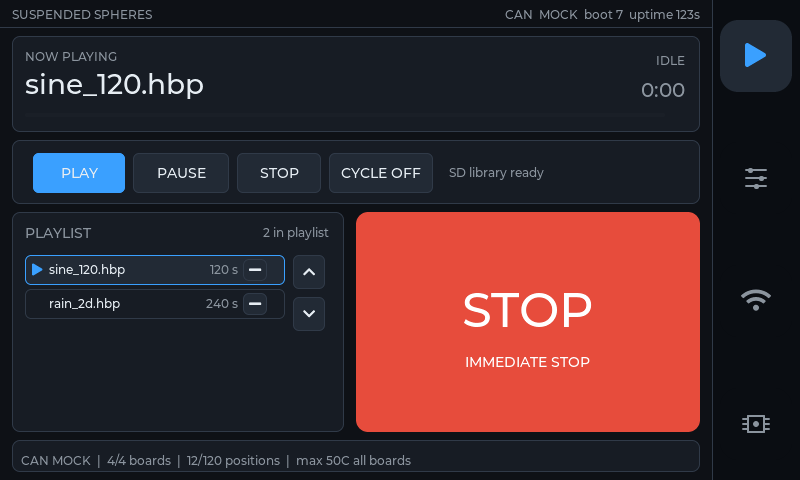 SUSPENDED SPHERES
CAN MOCK boot 7 uptime 123s
NOW PLAYING
IDLE
sine_120.hbp
0:00
PLAY
PAUSE
STOP
CYCLE OFF
SD library ready
PLAYLIST
2 in playlist
sine_120.hbp 120 s
rain_2d.hbp 240 s
STOP
IMMEDIATE STOP
CAN MOCK | 4/4 boards | 12/120 positions | max 50C all boards